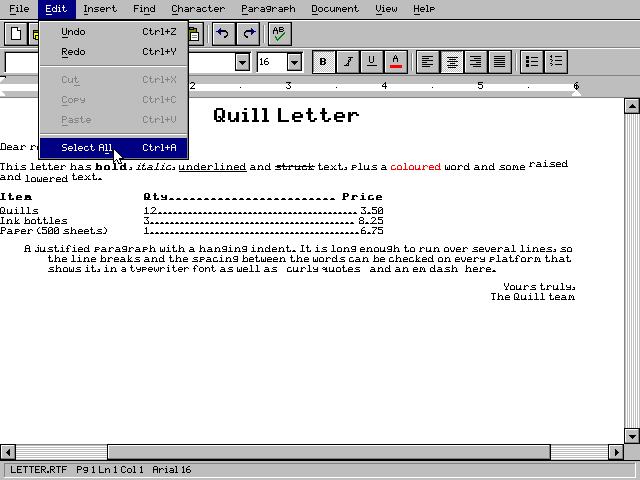 File Edit Insert Find Character Paragraph Document View Help
Undo Ctrl+Z
Redo Ctrl+Y
Cut Ctrl+X
Copy Ctrl+C
Paste Ctrl+V
Select All Ctrl+A
16 B I U A
2 3 4 5 6
Quill Letter
Dear
This letter has bold, italic, underlined and struck text, plus a coloured word and some raised
and lowered text.
Item Qty Price
Quills 12 3.50
Ink bottles 3 8.25
Paper (500 sheets) 1 6.75
A justified paragraph with a hanging indent. It is long enough to run over several lines, so
the line breaks and the spacing between the words can be checked on every platform that
shows it, in a typewriter font as well as curly quotes and an em dash here.
Yours truly,
The Quill team
LETTER.RTF Pg 1 Ln 1 Col 1 Arial 16